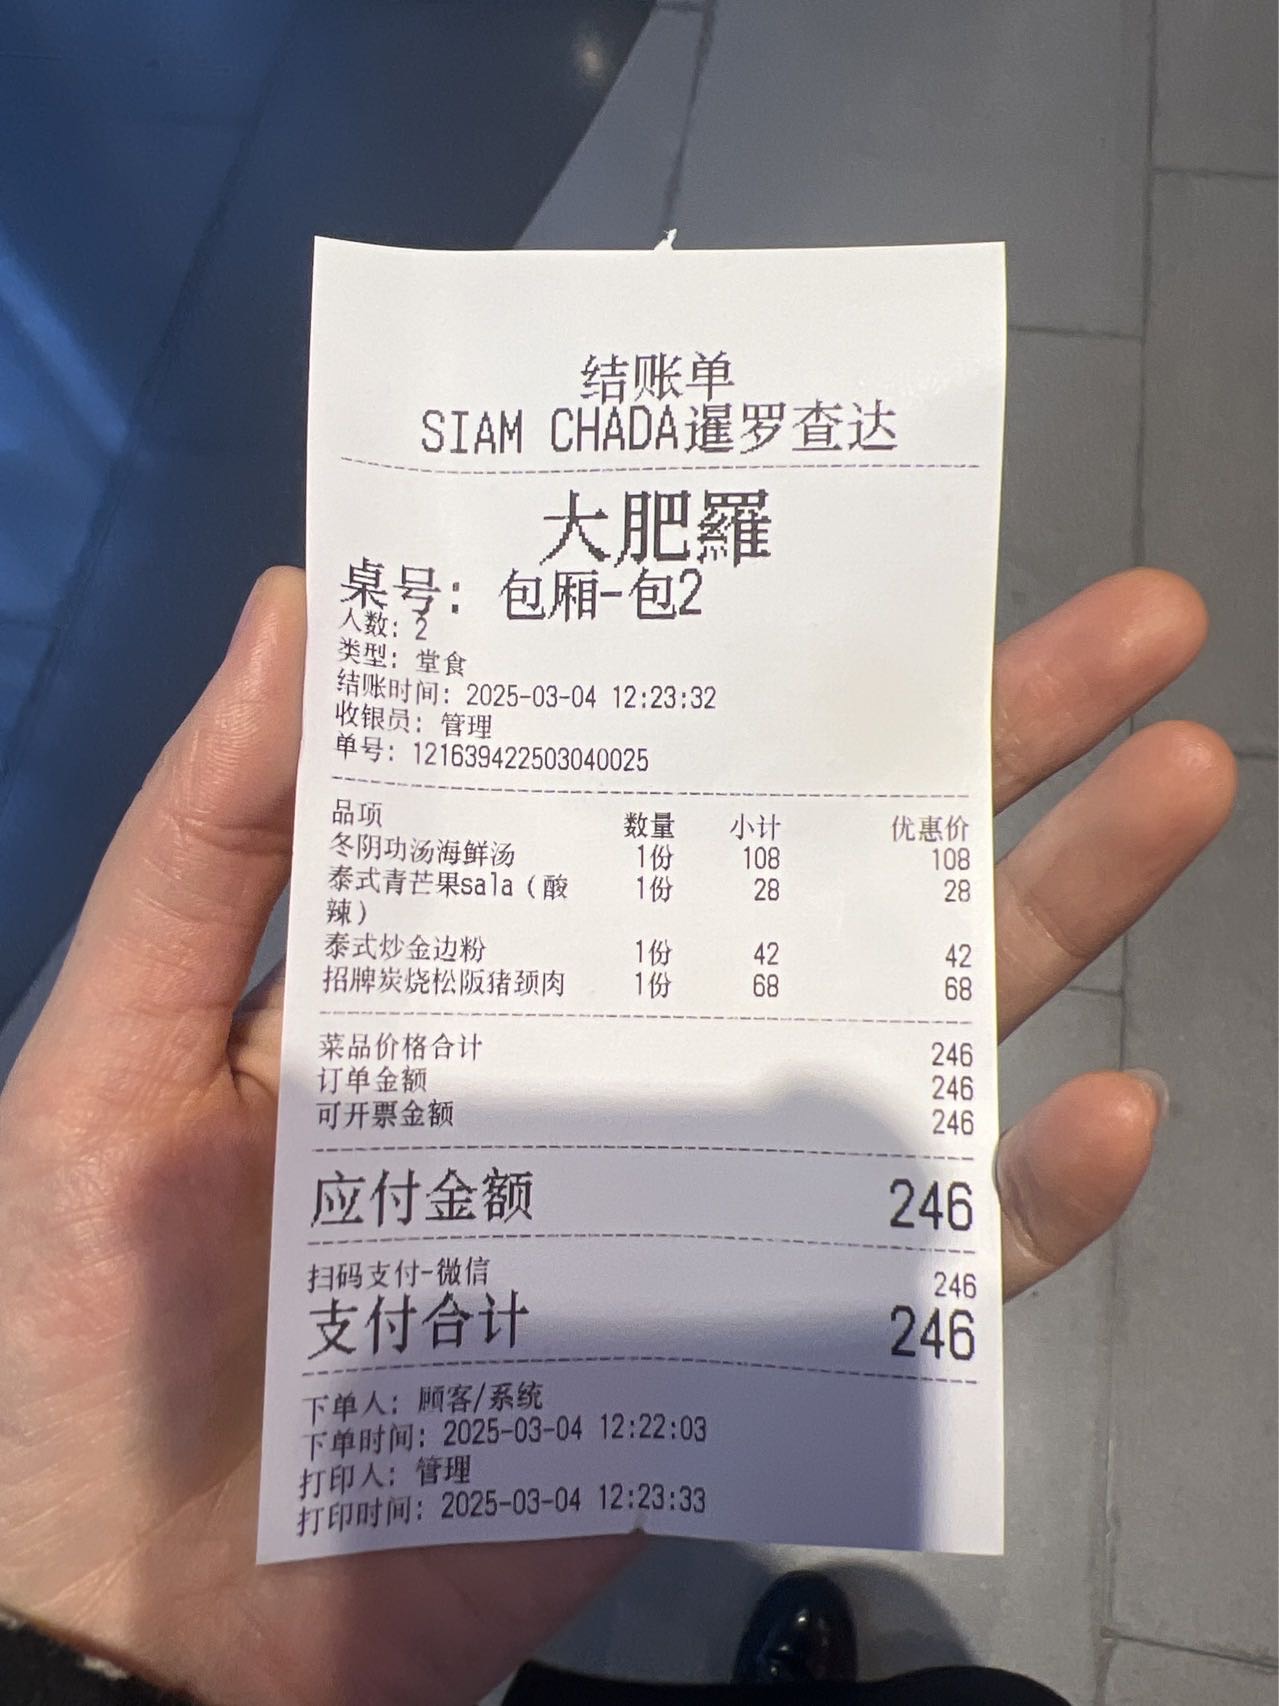 结账单
SIAM CHADA暹罗查达
大肥羅
桌号: 包厢-包2
人数: 2
类型: 堂食
结账时间: 2025-03-04 12:23:32
收银员: 管理
单号: 121639422503040025
品项 数量 小计 优惠价
冬阴功汤海鲜汤 1份 108 108
泰式青芒果sala(酸 1份 28 28
辣)
泰式炒金边粉 1份 42 42
招牌炭烧松阪猪颈肉 1份 68 68
菜品价格合计 246
订单金额 246
可开票金额 246
应付金额 246
扫码支付-微信 246
支付合计 246
下单人: 顾客/系统
下单时间: 2025-03-04 12:22:03
打印人: 管理
打印时间: 2025-03-04 12:23:33